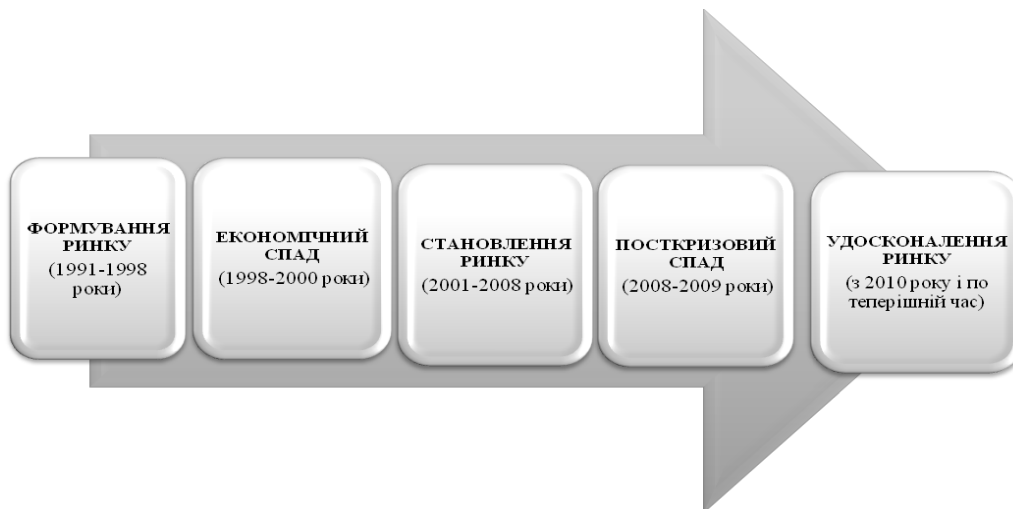 ФОРМУВАННЯ
РИНКУ
(1991-1998
роки)
ЕКОНОМІЧНИЙ
СПАД
(1998-2000 роки)
СТАНОВЛЕННЯ
РИНКУ
(2001-2008 роки)
ПОСТКРИЗОВИЙ
СПАД
(2008-2009 роки)
УДОСКОНАЛЕННЯ
РИНКУ
(з 2010 року і по
теперішній час)